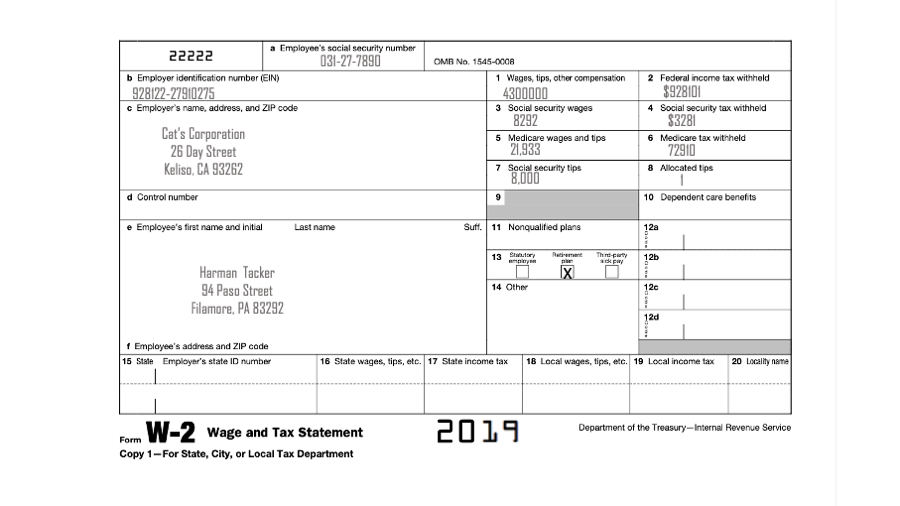 22222
a Employee's social security number
031-27-7890
OMB No. 1545-0008
b Employer identification number (EIN)
928122-27910275
1 Wages, tips, other compensation
4300000
2 Federal income tax withheld
$928101
c Employer's name, address, and ZIP code
Cat's Corporation
26 Day Street
Keliso, CA 93262
3 Social security wages
8292
4 Social security tax withheld
$3281
5 Medicare wages and tips
21,933
6 Medicare tax withheld
72910
7 Social security tips
8,000
8 Allocated tips
d Control number
9
10 Dependent care benefits
e Employee's first name and initial Last name Suff.
Harman Tacker
94 Paso Street
Filamore, PA 83292
f Employee's address and ZIP code
11 Nonqualified plans
12a
Code
13 Statutory employee Retirement plan Third-party sick pay
X
12b
Code
14 Other
12c
Code
12d
Code
15 State Employer's state ID number
16 State wages, tips, etc.
17 State income tax
18 Local wages, tips, etc.
19 Local income tax
20 Locality name
Form W-2 Wage and Tax Statement
2019
Department of the Treasury—Internal Revenue Service
Copy 1—For State, City, or Local Tax Department